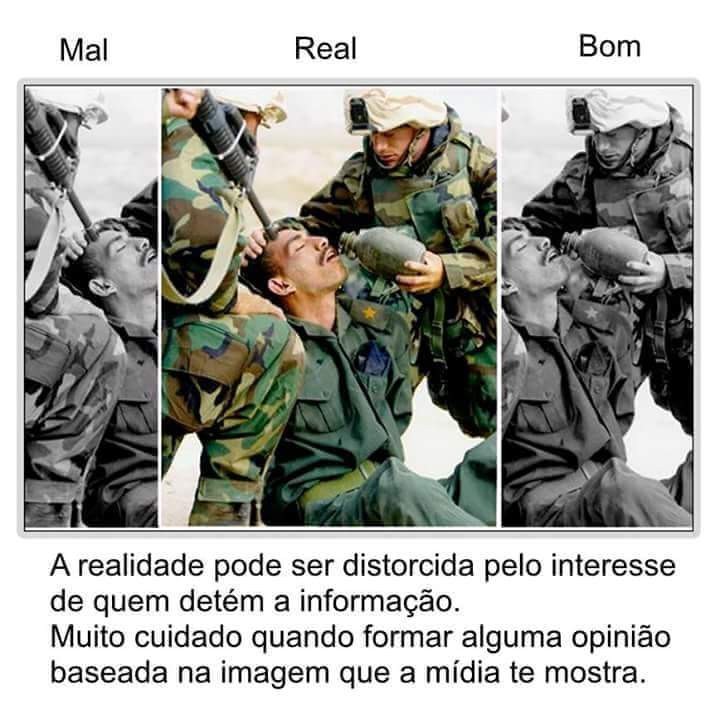 Mal Real Bom
A realidade pode ser distorcida pelo interesse
de quem detém a informação.
Muito cuidado quando formar alguma opinião
baseada na imagem que a mídia te mostra.